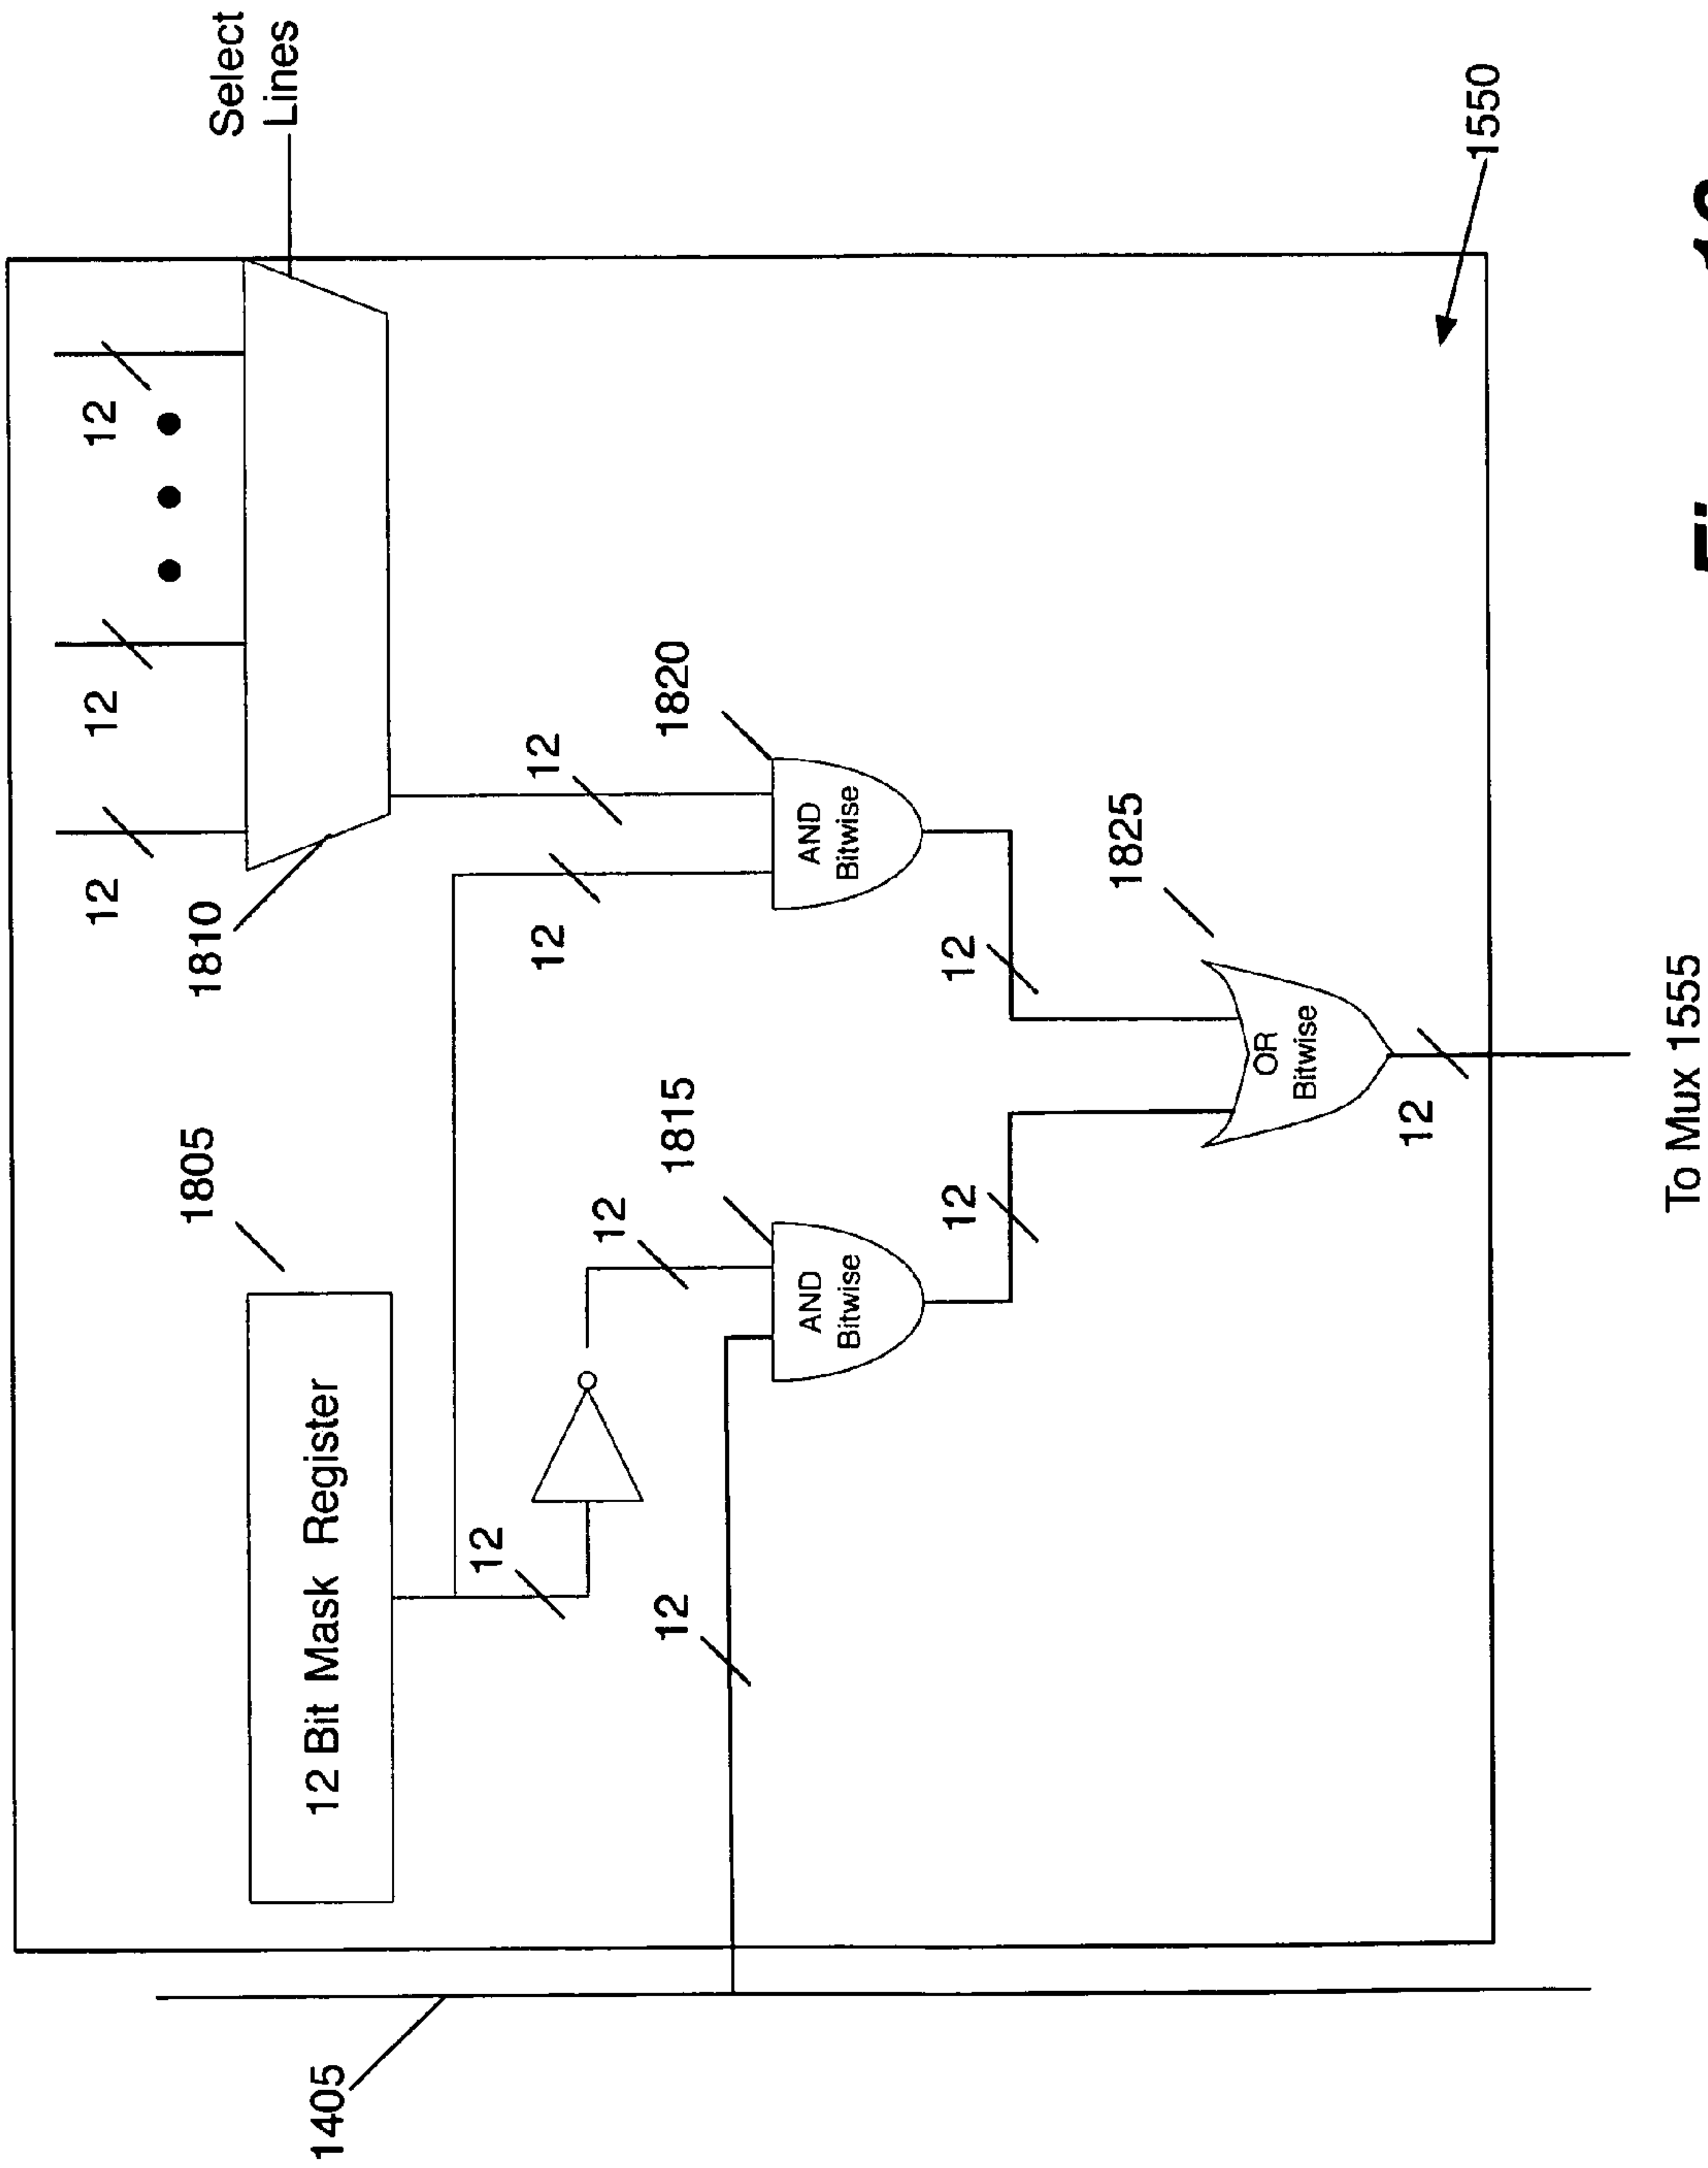 12
12
12
1805
1810
Select
Lines
1405
12 Bit Mask Register
12
12
12
12
12
1815
1820
AND
Bitwise
AND
Bitwise
12
12
1825
OR
Bitwise
12
1550
To Mux 1555